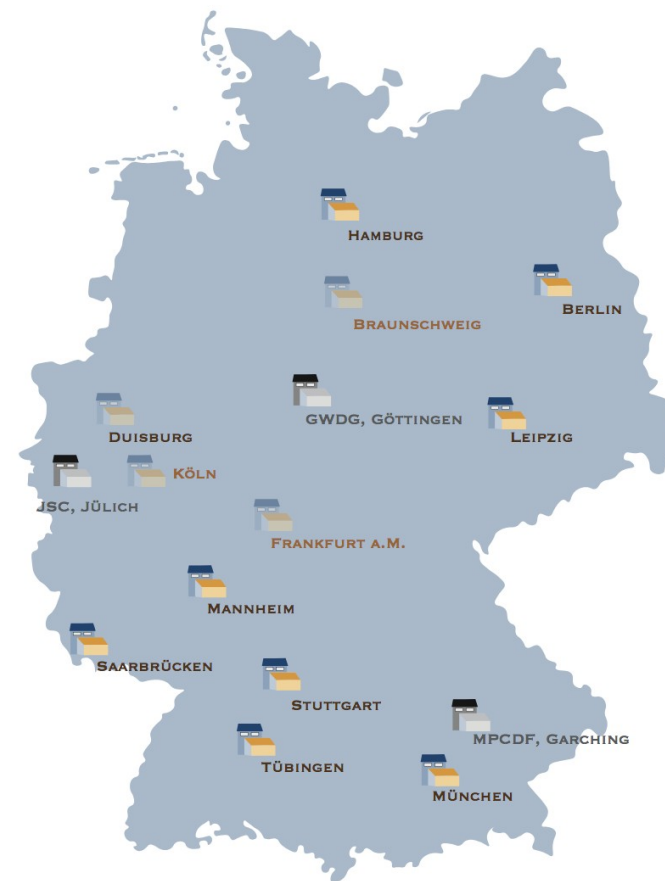 Hamburg
Berlin
Braunschweig
GWDG, Göttingen
Duisburg
Leipzig
Köln
JSC, Jülich
Frankfurt a.M.
Mannheim
Saarbrücken
Stuttgart
MPCDF, Garching
Tübingen
München